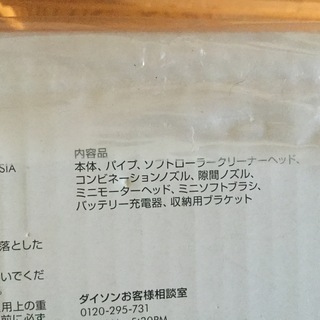 内容品
本体、パイプ、ソフトローラークリーナーヘッド、
コンビネーションノズル、隙間ノズル、
ミニモーターヘッド、ミニソフトブラシ、
バッテリー充電器、収納用ブラケット
SIA
落とした
いてくだ
用上の重
前に必ず
ダイソンお客様相談室
0120-295-731